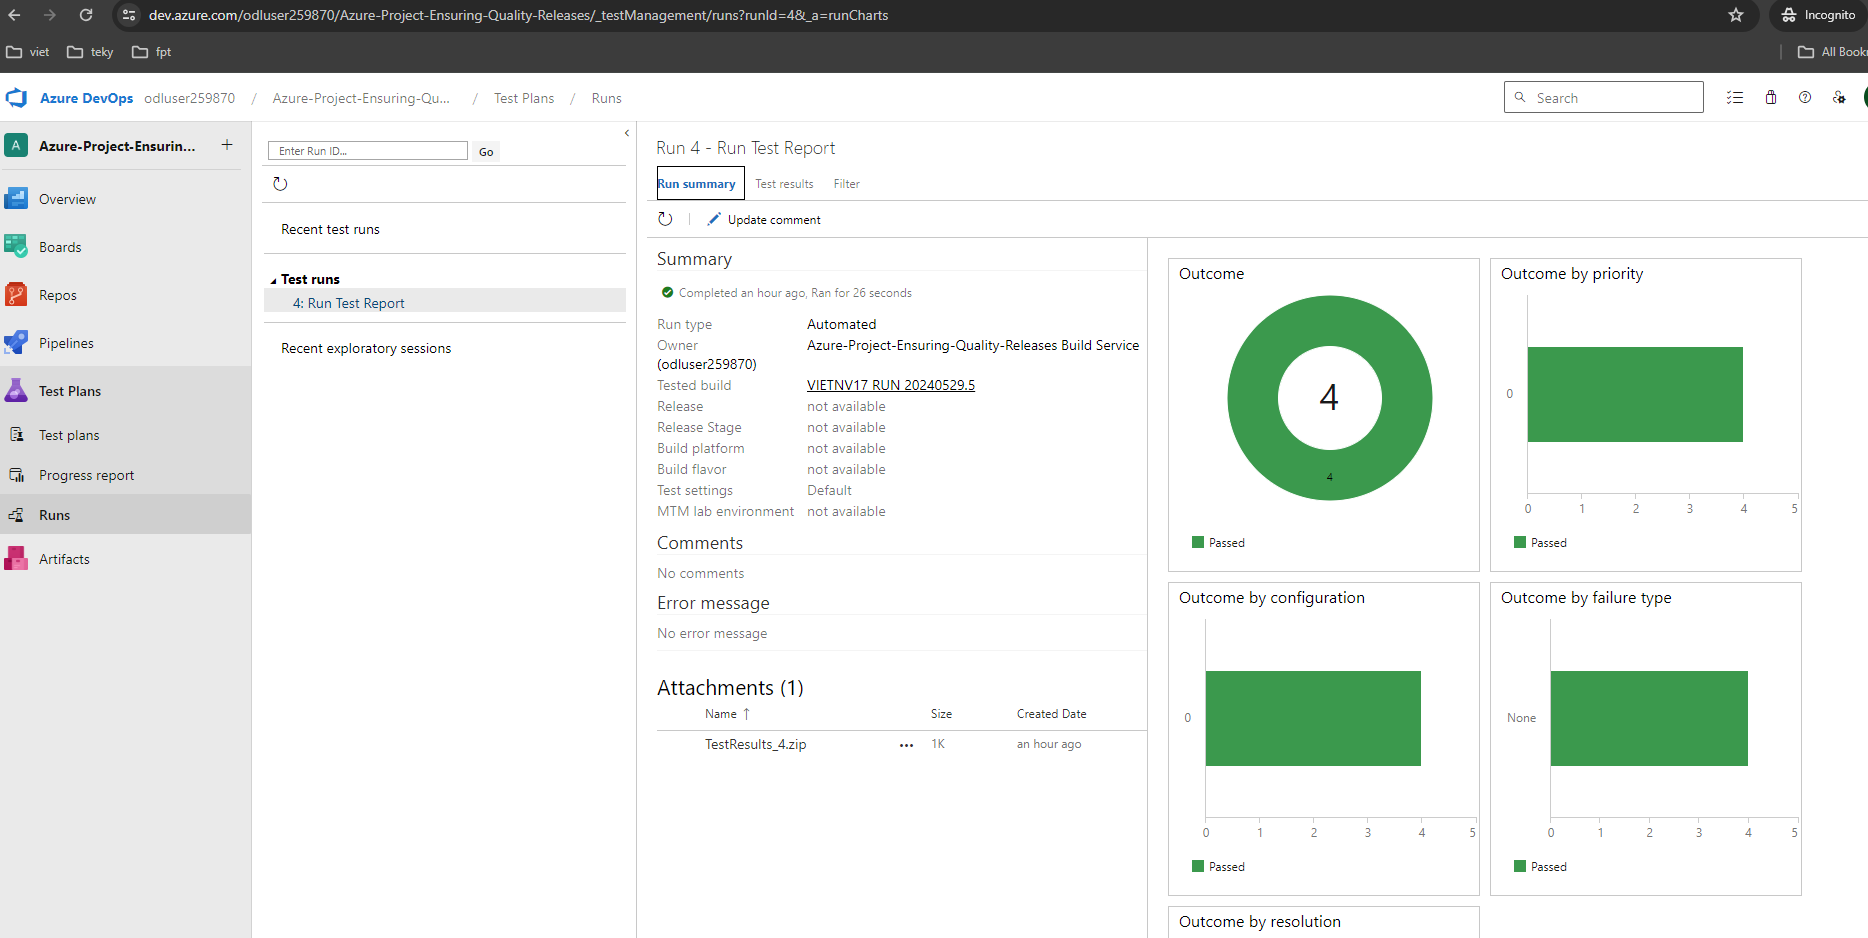 dev.azure.com/odluser259870/Azure-Project-Ensuring-Quality-Releases/_testManagement/runs?runId=4&_a=runCharts
Incognito
viet
teky
fpt
All Book
Azure DevOps
odluser259870
/
Azure-Project-Ensuring-Qu...
/
Test Plans
/
Runs
Search
A
Azure-Project-Ensurin...
Overview
Boards
Repos
Pipelines
Test Plans
Test plans
Progress report
Runs
Artifacts
Enter Run ID...
Go
Recent test runs
Test runs
4: Run Test Report
Recent exploratory sessions
Run 4 - Run Test Report
Run summary
Test results
Filter
Update comment
Summary
Completed an hour ago, Ran for 26 seconds
Run type Automated
Owner Azure-Project-Ensuring-Quality-Releases Build Service
(odluser259870)
Tested build VIETNV17 RUN 20240529.5
Release not available
Release Stage not available
Build platform not available
Build flavor not available
Test settings Default
MTM lab environment not available
Comments
No comments
Error message
No error message
Attachments (1)
Name ↑ Size Created Date
TestResults_4.zip ... 1K an hour ago
Outcome
4
4
Passed
Outcome by priority
0
0 1 2 3 4 5
Passed
Outcome by configuration
0
0 1 2 3 4 5
Passed
Outcome by failure type
None
0 1 2 3 4 5
Passed
Outcome by resolution